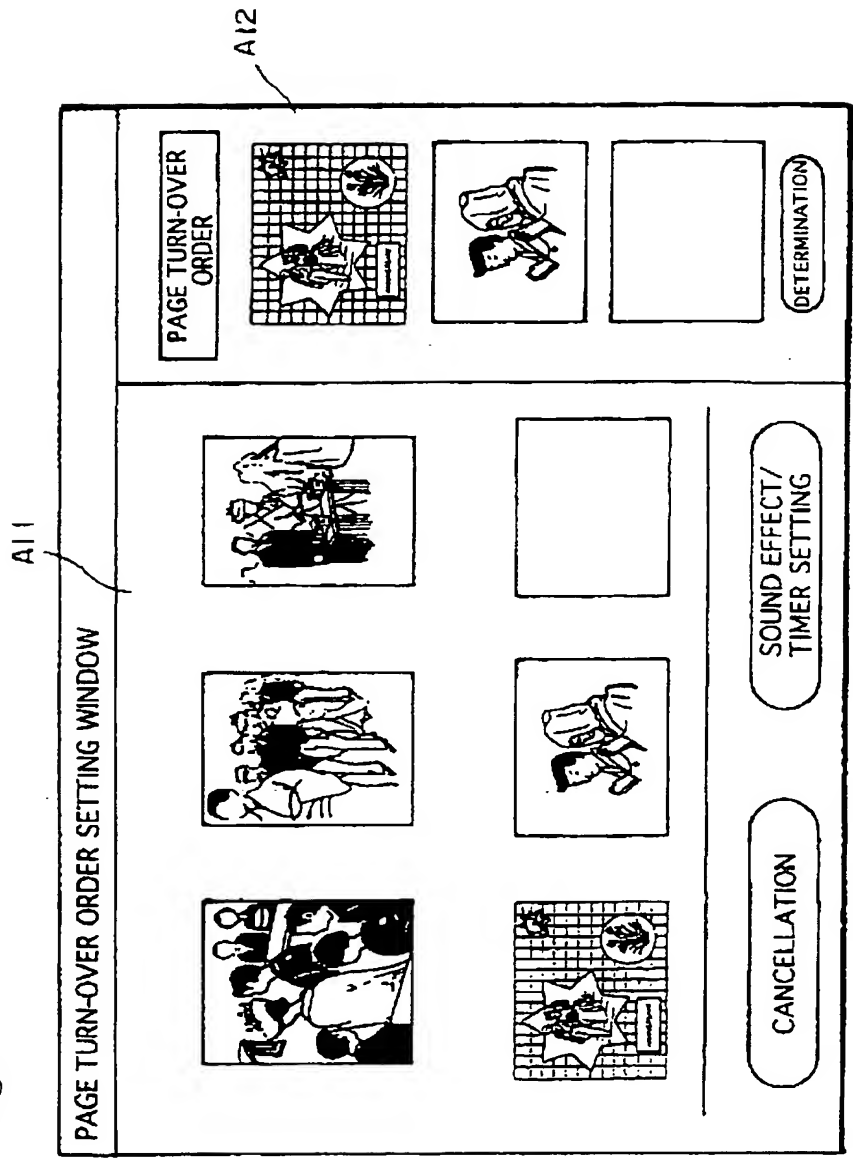 A11
A12
PAGE TURN-OVER ORDER SETTING WINDOW
PAGE TURN-OVER
ORDER
DETERMINATION
CANCELLATION
SOUND EFFECT/
TIMER SETTING